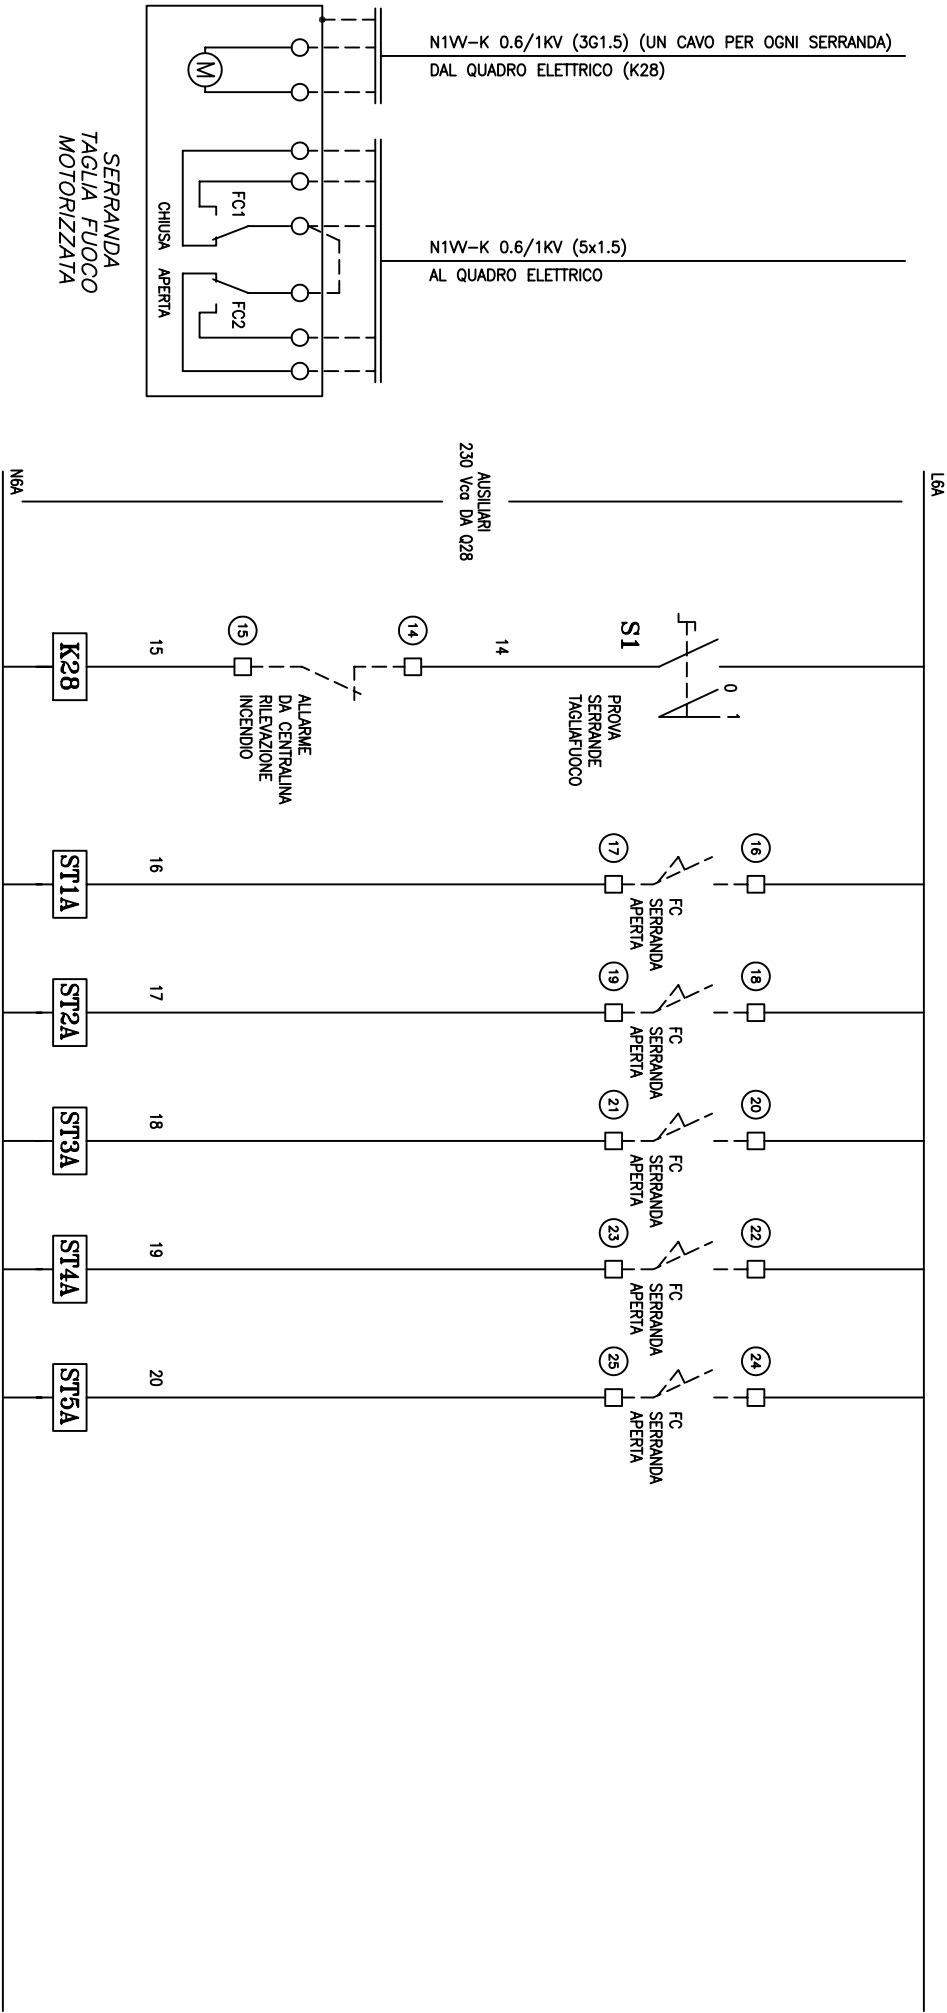 N1VV-K 0.6/1KV (3G1.5) (UN CAVO PER OGNI SERRANDA)
DAL QUADRO ELETTRICO (K28)
N1VV-K 0.6/1KV (5x1.5)
AL QUADRO ELETTRICO
M
FC1
FC2
CHIUSA
APERTA
SERRANDA
TAGLIA FUOCO
MOTORIZZATA
L6A
AUSILIARI
230 Vca DA Q28
N6A
S1
0
1
PROVA
SERRANDE
TAGLIAFUOCO
14
14
ALLARME
DA CENTRALINA
RILEVAZIONE
INCENDIO
15
15
K28
16
FC
SERRANDA
APERTA
17
16
ST1A
18
FC
SERRANDA
APERTA
19
17
ST2A
20
FC
SERRANDA
APERTA
21
18
ST3A
22
FC
SERRANDA
APERTA
23
19
ST4A
24
FC
SERRANDA
APERTA
25
20
ST5A